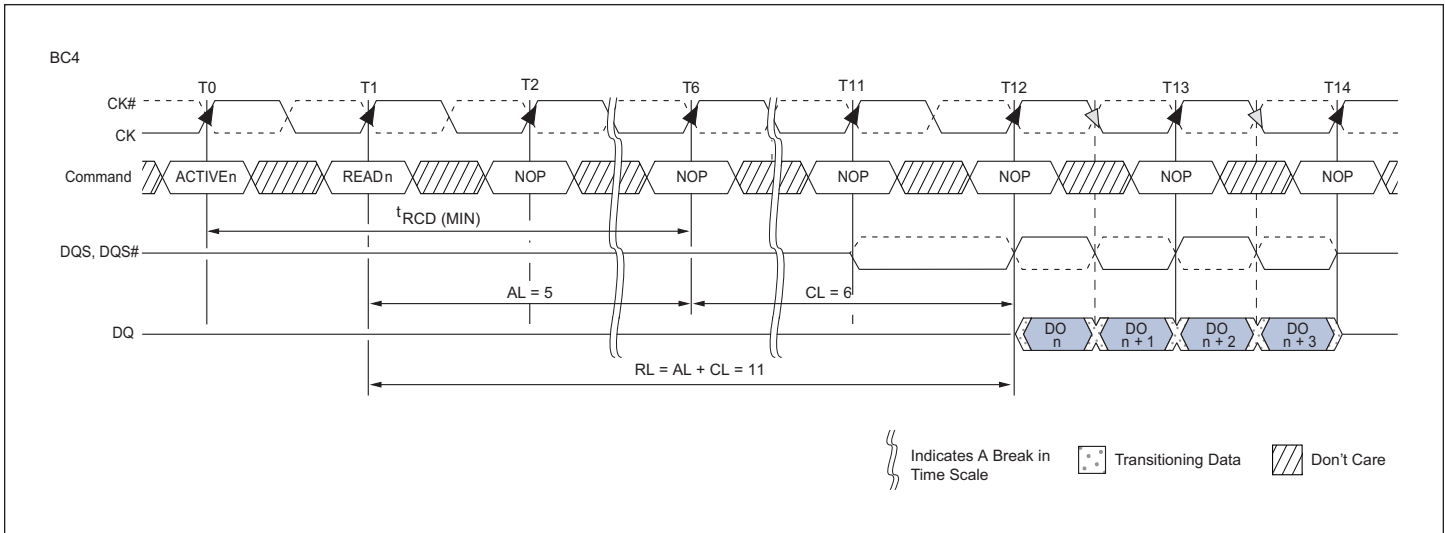 BC4
T0 T1 T2 T6 T11 T12 T13 T14
CK#
CK
Command ACTIVE n READ n NOP NOP NOP NOP NOP NOP
tRCD (MIN)
DQS, DQS#
AL = 5 CL = 6
DQ DO n DO n + 1 DO n + 2 DO n + 3
RL = AL + CL = 11
Indicates A Break in Time Scale
Transitioning Data
Don't Care